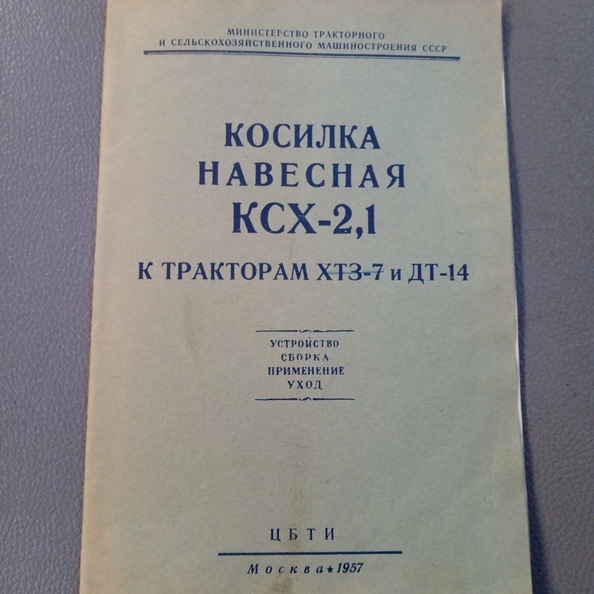 МИНИСТЕРСТВО ТРАКТОРНОГО
И СЕЛЬСКОХОЗЯЙСТВЕННОГО МАШИНОСТРОЕНИЯ СССР
КОСИЛКА
НАВЕСНАЯ
КСХ-2,1
К ТРАКТОРАМ ХТЗ-7 и ДТ-14
УСТРОЙСТВО
СБОРКА
ПРИМЕНЕНИЕ
УХОД
ЦБТИ
Москва★1957